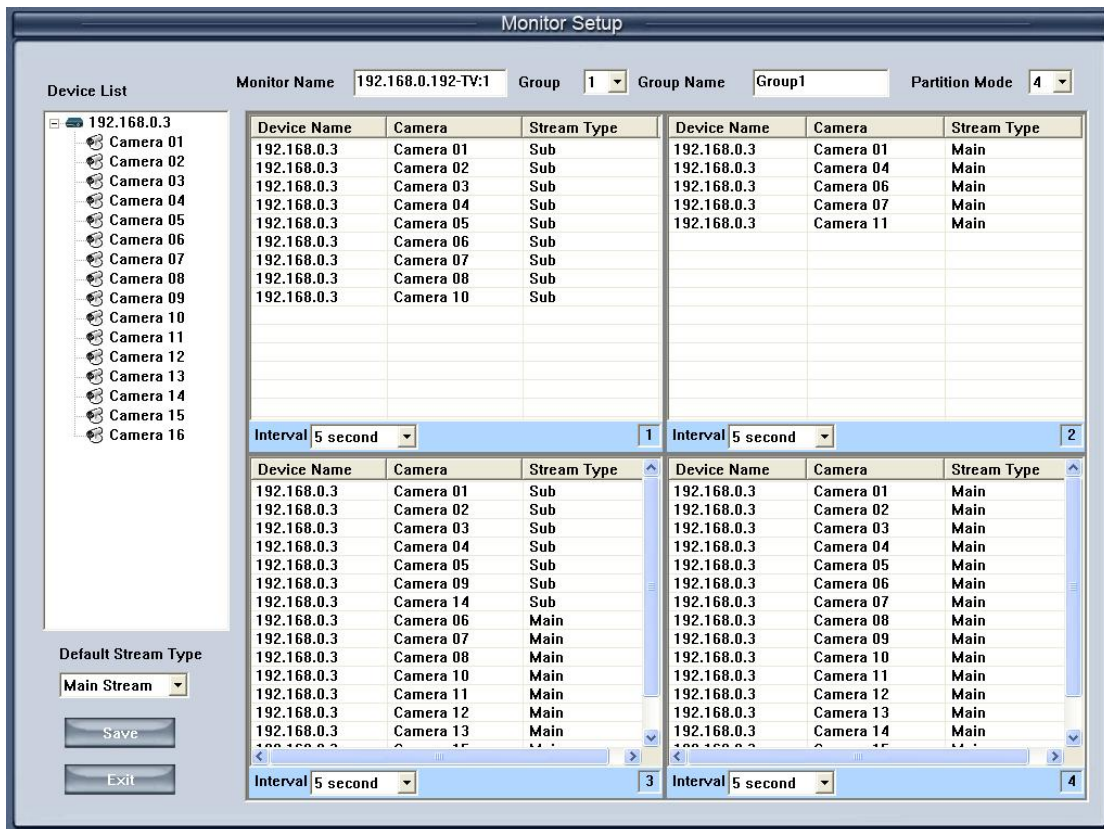 Monitor Setup
Monitor Name 192.168.0.192-TV:1 Group 1 Group Name Group1 Partition Mode 4
Device List
192.168.0.3
Camera 01
Camera 02
Camera 03
Camera 04
Camera 05
Camera 06
Camera 07
Camera 08
Camera 09
Camera 10
Camera 11
Camera 12
Camera 13
Camera 14
Camera 15
Camera 16
Default Stream Type
Main Stream
Save
Exit
Device Name Camera Stream Type
192.168.0.3 Camera 01 Sub
192.168.0.3 Camera 02 Sub
192.168.0.3 Camera 03 Sub
192.168.0.3 Camera 04 Sub
192.168.0.3 Camera 05 Sub
192.168.0.3 Camera 06 Sub
192.168.0.3 Camera 07 Sub
192.168.0.3 Camera 08 Sub
192.168.0.3 Camera 10 Sub
Interval 5 second 1
Device Name Camera Stream Type
192.168.0.3 Camera 01 Main
192.168.0.3 Camera 04 Main
192.168.0.3 Camera 06 Main
192.168.0.3 Camera 07 Main
192.168.0.3 Camera 11 Main
Interval 5 second 2
Device Name Camera Stream Type
192.168.0.3 Camera 01 Sub
192.168.0.3 Camera 02 Sub
192.168.0.3 Camera 03 Sub
192.168.0.3 Camera 04 Sub
192.168.0.3 Camera 05 Sub
192.168.0.3 Camera 09 Sub
192.168.0.3 Camera 14 Sub
192.168.0.3 Camera 06 Main
192.168.0.3 Camera 07 Main
192.168.0.3 Camera 08 Main
192.168.0.3 Camera 10 Main
192.168.0.3 Camera 11 Main
192.168.0.3 Camera 12 Main
192.168.0.3 Camera 13 Main
Interval 5 second 3
Device Name Camera Stream Type
192.168.0.3 Camera 01 Main
192.168.0.3 Camera 02 Main
192.168.0.3 Camera 03 Main
192.168.0.3 Camera 04 Main
192.168.0.3 Camera 05 Main
192.168.0.3 Camera 06 Main
192.168.0.3 Camera 07 Main
192.168.0.3 Camera 08 Main
192.168.0.3 Camera 09 Main
192.168.0.3 Camera 10 Main
192.168.0.3 Camera 11 Main
192.168.0.3 Camera 12 Main
192.168.0.3 Camera 13 Main
192.168.0.3 Camera 14 Main
Interval 5 second 4